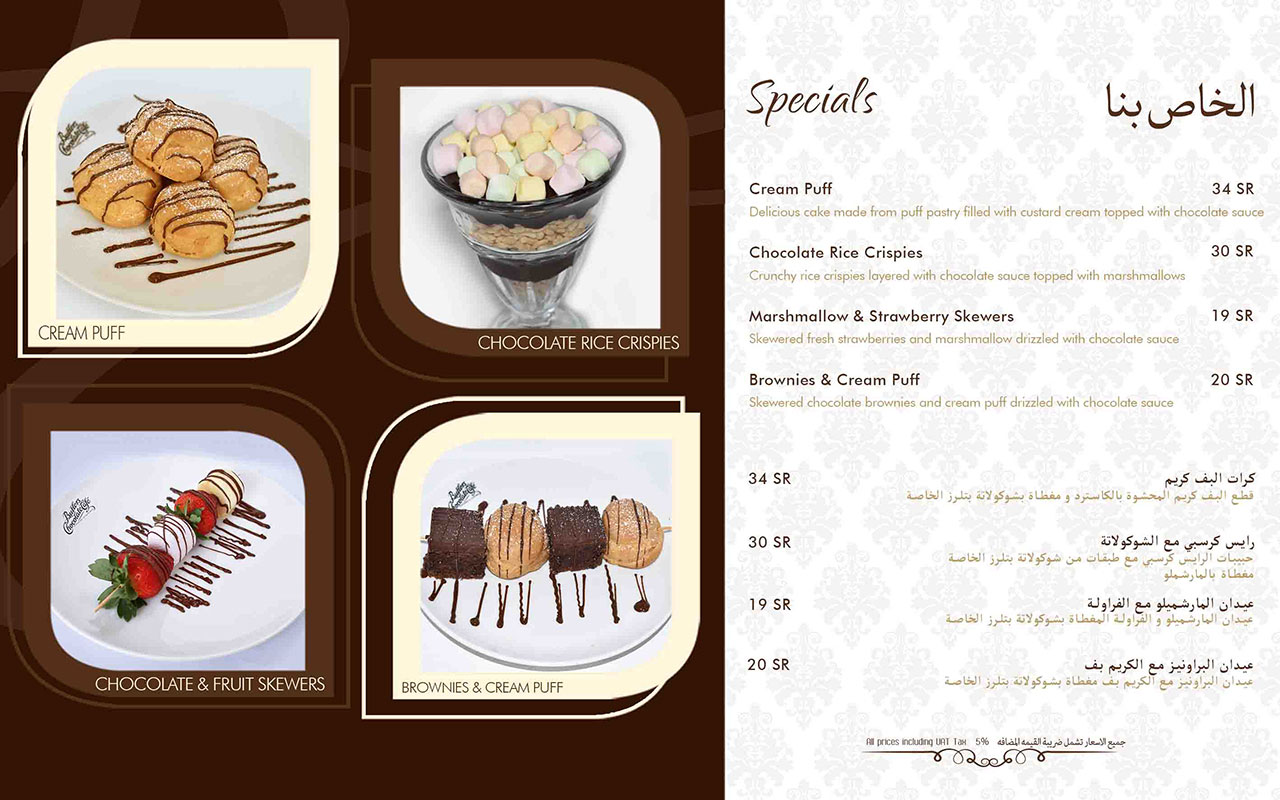 CREAM PUFF
CHOCOLATE RICE CRISPIES
Butlers
Chocolate Café
CHOCOLATE & FRUIT SKEWERS
BROWNIES & CREAM PUFF
Specials
الخاص بنا
Cream Puff 34 SR
Delicious cake made from puff pastry filled with custard cream topped with chocolate sauce
Chocolate Rice Crispies 30 SR
Crunchy rice crispies layered with chocolate sauce topped with marshmallows
Marshmallow & Strawberry Skewers 19 SR
Skewered fresh strawberries and marshmallow drizzled with chocolate sauce
Brownies & Cream Puff 20 SR
Skewered chocolate brownies and cream puff drizzled with chocolate sauce
كرات البف كريم 34 SR
قطع البف كريم المحشوة بالكاسترد و مغطاة بشوكولاتة بتلرز الخاصة
رايس كرسبي مع الشوكولاتة 30 SR
حبيبات الرايس كرسبي مع طبقات من شوكولاتة بتلرز الخاصة
مغطاة بالمارشملو
عيدان المارشميلو مع الفراولة 19 SR
عيدان المارشميلو و الفراولة المغطاة بشوكولاتة بتلرز الخاصة
عيدان البراونيز مع الكريم بف 20 SR
عيدان البراونيز مع الكريم بف مغطاة بشوكولاتة بتلرز الخاصة
All prices including VAT Tax 5% جميع الاسعار تشمل ضريبة القيمه المضافه